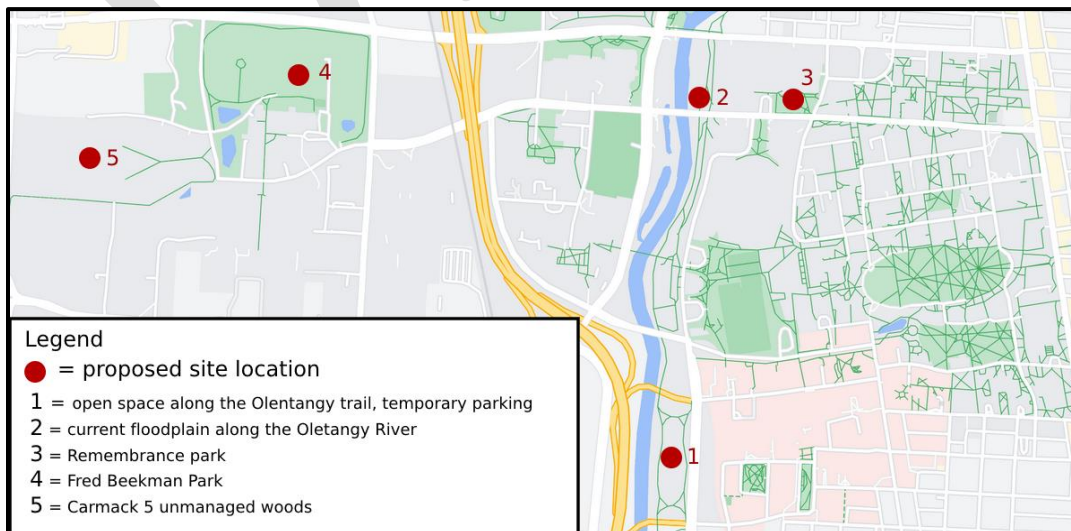 4
2
3
5
1
Legend
= proposed site location
1 = open space along the Olentangy trail, temporary parking
2 = current floodplain along the Oletangy River
3 = Remembrance park
4 = Fred Beekman Park
5 = Carmack 5 unmanaged woods